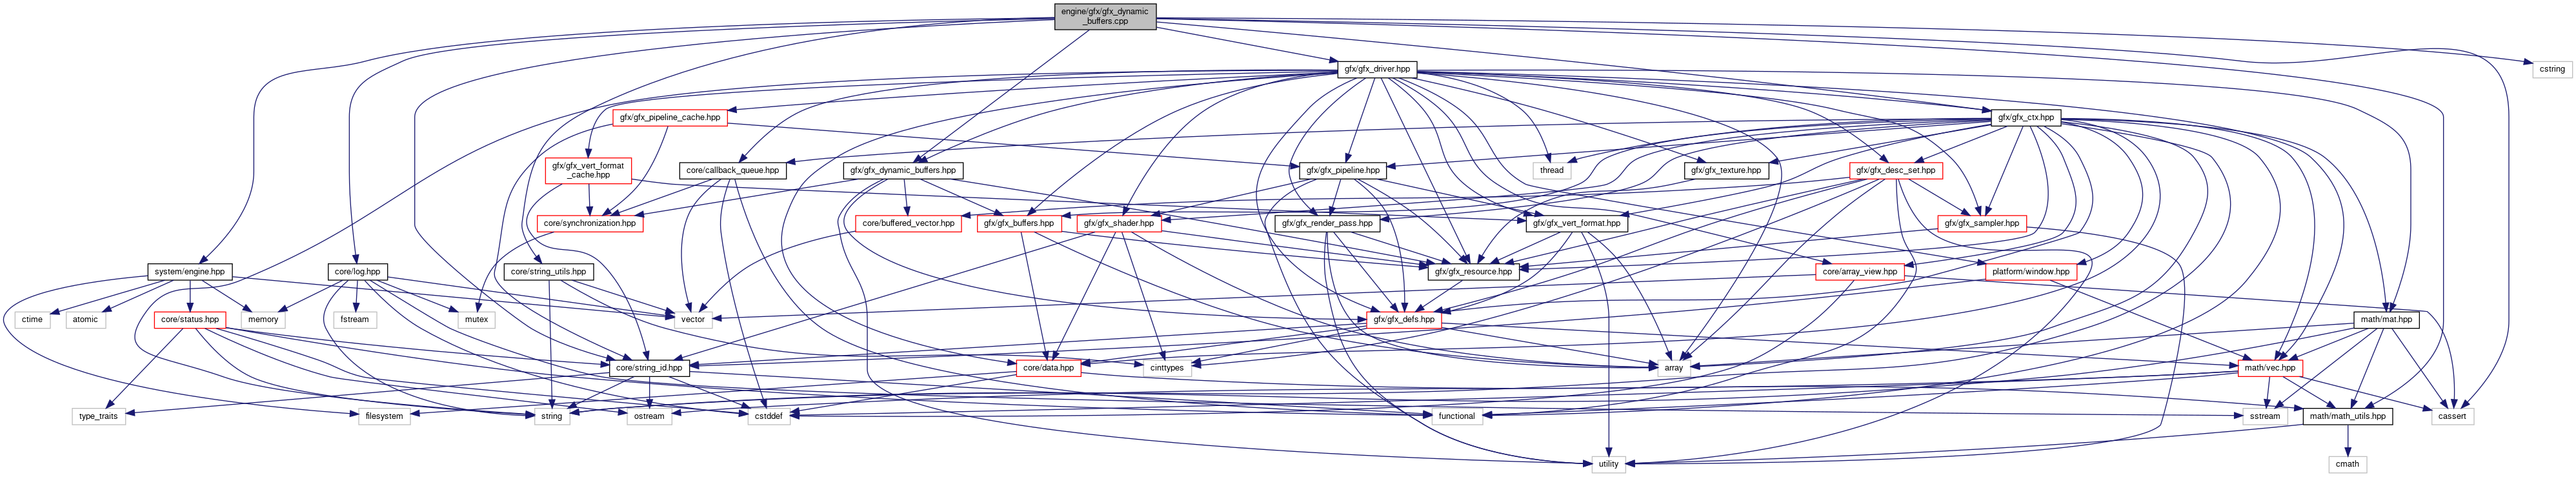 engine/gfx/gfx_dynamic
_buffers.cpp
gfx/gfx_driver.hpp
cstring
gfx/gfx_pipeline_cache.hpp
gfx/gfx_ctx.hpp
gfx/gfx_vert_format
_cache.hpp
core/callback_queue.hpp
gfx/gfx_dynamic_buffers.hpp
gfx/gfx_pipeline.hpp
thread
gfx/gfx_texture.hpp
gfx/gfx_desc_set.hpp
core/synchronization.hpp
core/buffered_vector.hpp
gfx/gfx_buffers.hpp
gfx/gfx_shader.hpp
gfx/gfx_render_pass.hpp
gfx/gfx_vert_format.hpp
gfx/gfx_sampler.hpp
system/engine.hpp
core/log.hpp
core/string_utils.hpp
gfx/gfx_resource.hpp
core/array_view.hpp
platform/window.hpp
ctime
atomic
core/status.hpp
memory
fstream
mutex
vector
gfx/gfx_defs.hpp
math/mat.hpp
core/string_id.hpp
core/data.hpp
cinttypes
array
math/vec.hpp
type_traits
filesystem
string
ostream
cstddef
functional
sstream
math/math_utils.hpp
cassert
utility
cmath